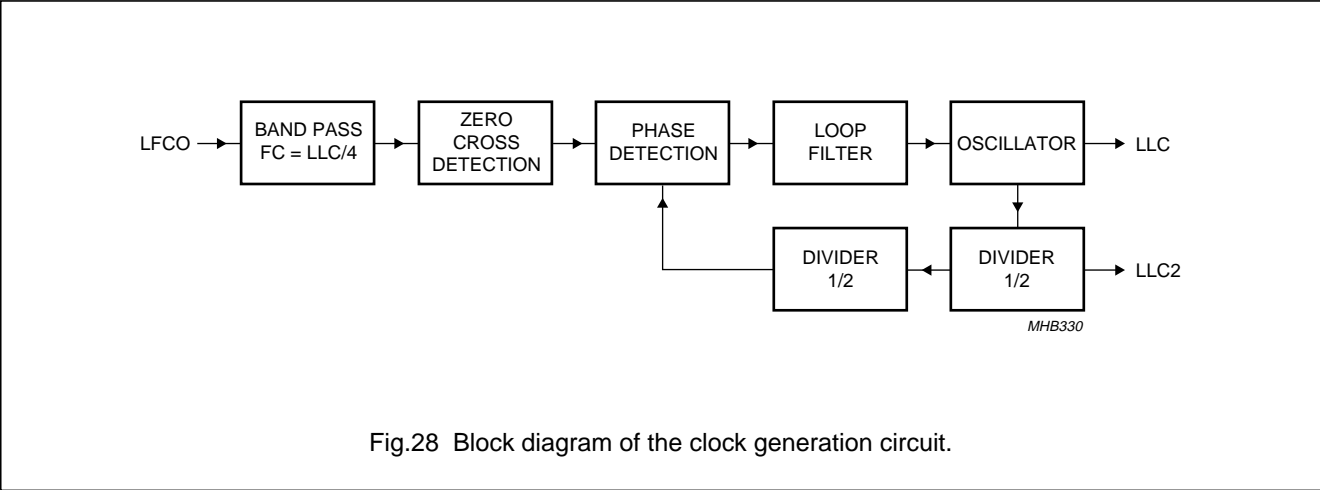 LFCO
BAND PASS
FC = LLC/4
ZERO
CROSS
DETECTION
PHASE
DETECTION
LOOP
FILTER
OSCILLATOR
LLC
DIVIDER
1/2
DIVIDER
1/2
LLC2
MHB330
Fig.28 Block diagram of the clock generation circuit.